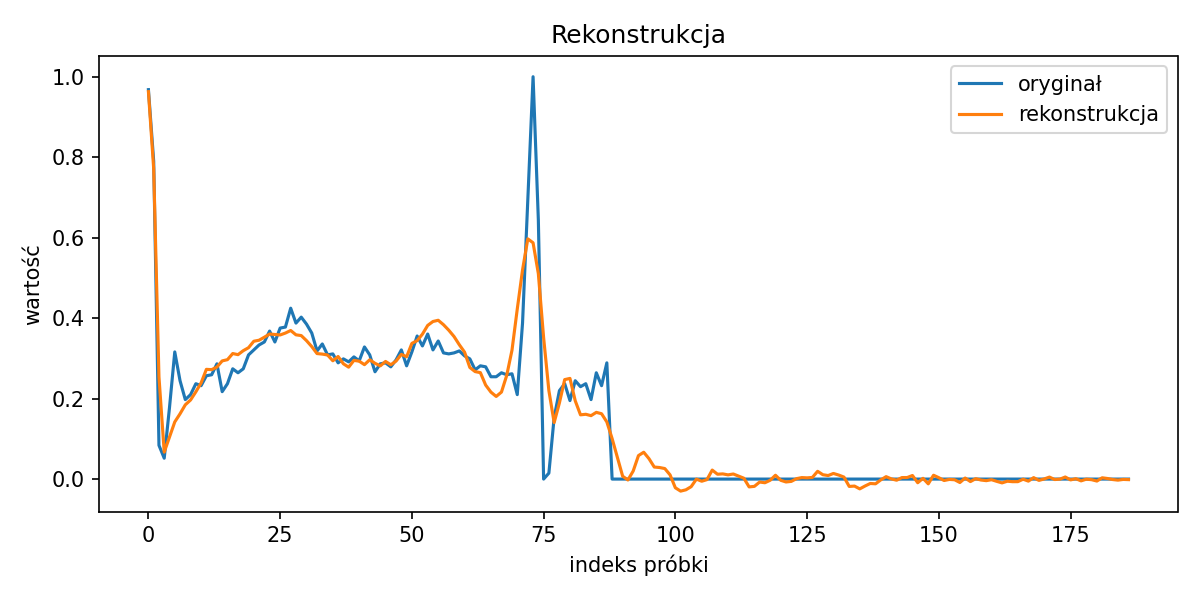 Rekonstrukcja
oryginał
rekonstrukcja
wartość
1.0
0.8
0.6
0.4
0.2
0.0
0 25 50 75 100 125 150 175
indeks próbki